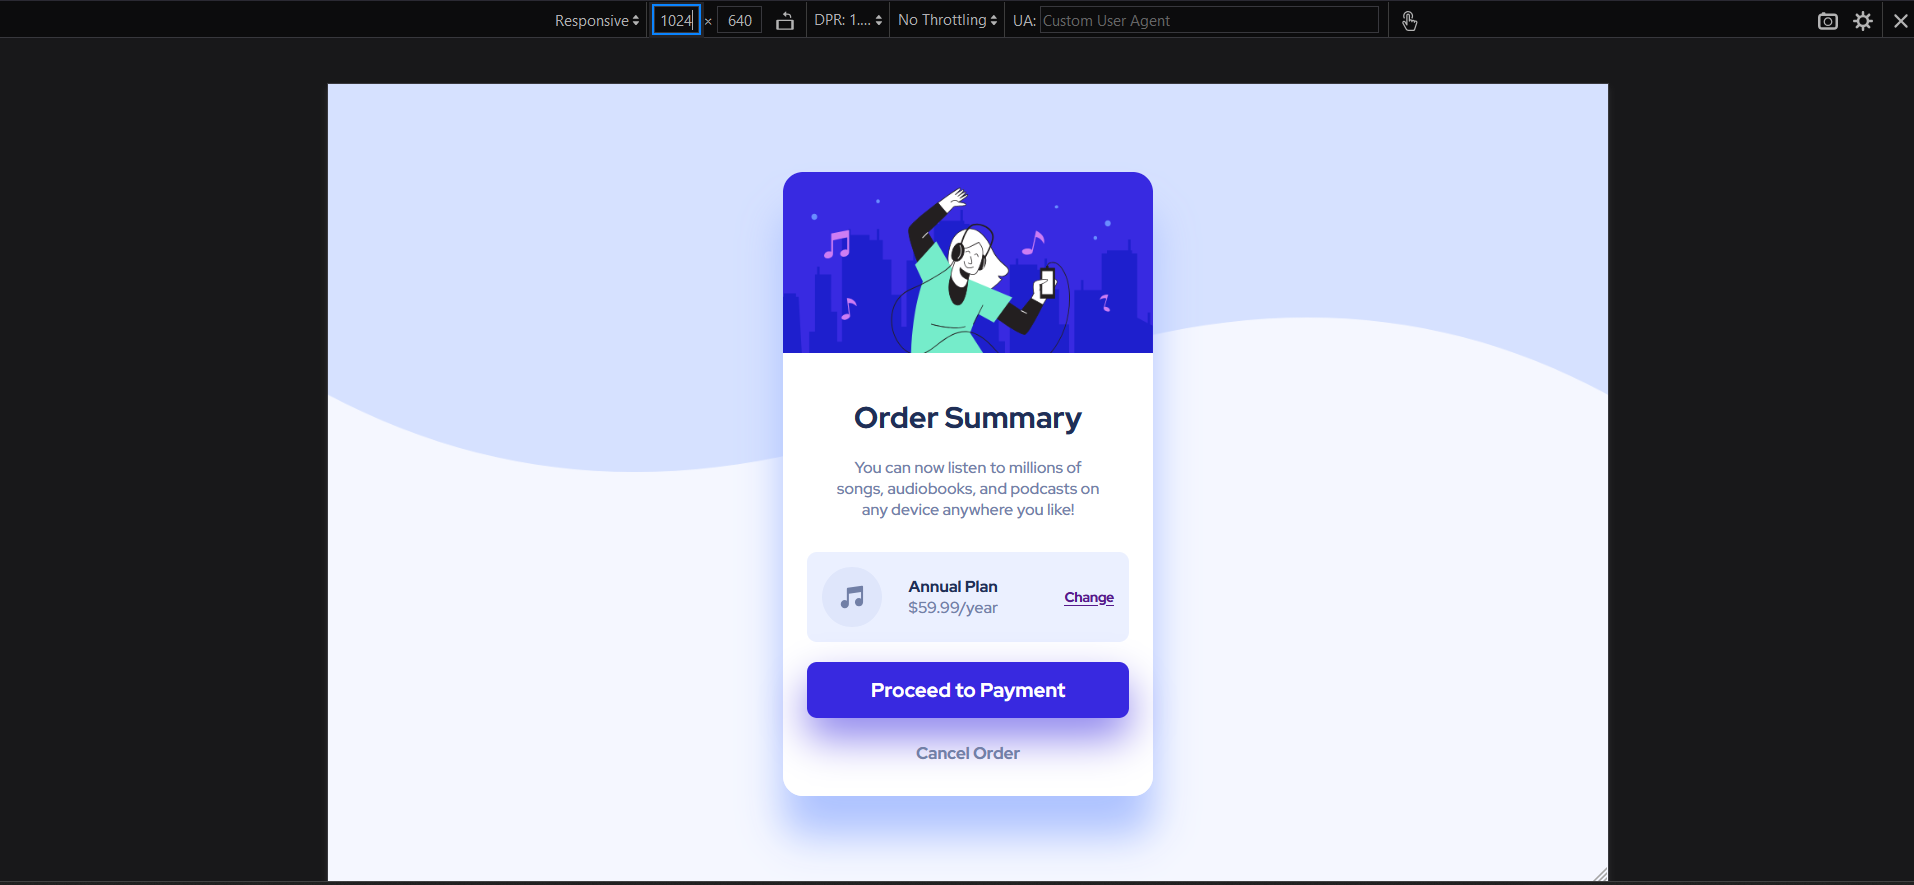 Responsive 1024 × 640 DPR: 1.... No Throttling UA: Custom User Agent
Order Summary
You can now listen to millions of
songs, audiobooks, and podcasts on
any device anywhere you like!
Annual Plan
$59.99/year
Change
Proceed to Payment
Cancel Order